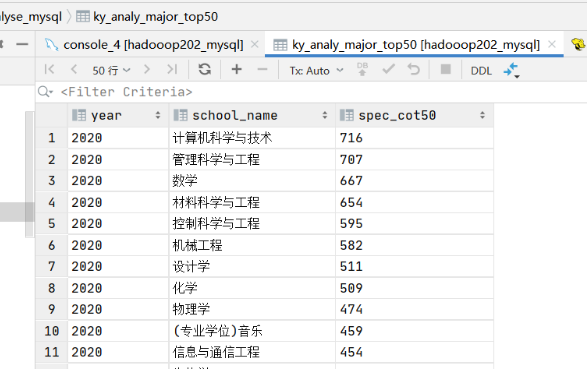 alyse_mysql > ky_analy_major_top50
console_4 [hadooop202_mysql] ky_analy_major_top50 [hadooop202_mysql]
50 行 Tx: Auto DB DDL
<Filter Criteria>
year school_name spec_cot50
1 2020 计算机科学与技术 716
2 2020 管理科学与工程 707
3 2020 数学 667
4 2020 材料科学与工程 654
5 2020 控制科学与工程 595
6 2020 机械工程 582
7 2020 设计学 511
8 2020 化学 509
9 2020 物理学 474
10 2020 (专业学位)音乐 459
11 2020 信息与通信工程 454